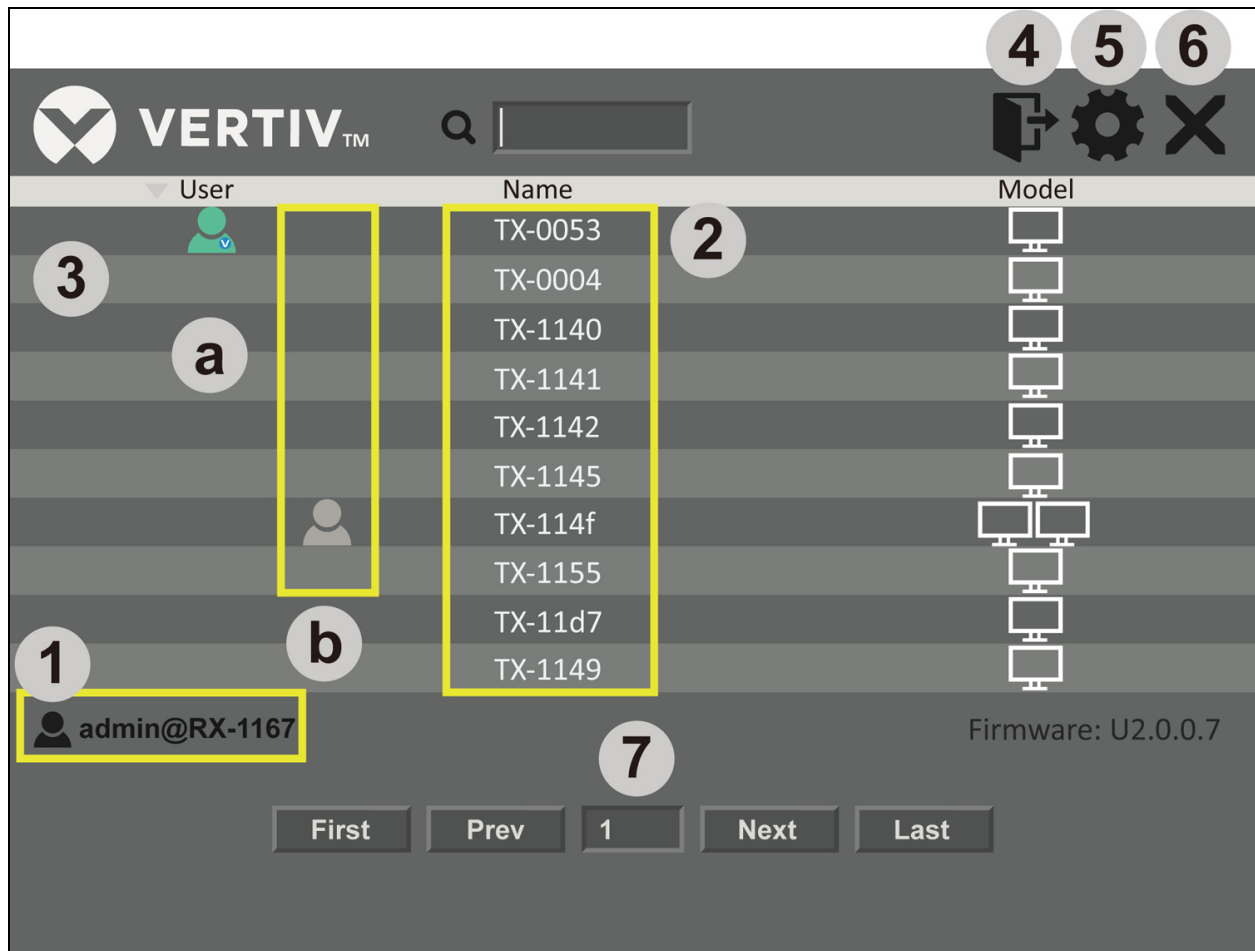 4 5 6
VERTIV™
User Name Model
TX-0053
2
3
TX-0004
TX-1140
a
TX-1141
TX-1142
TX-1145
TX-114f
TX-1155
TX-11d7
b
1
TX-1149
admin@RX-1167
Firmware: U2.0.0.7
7
First Prev 1 Next Last